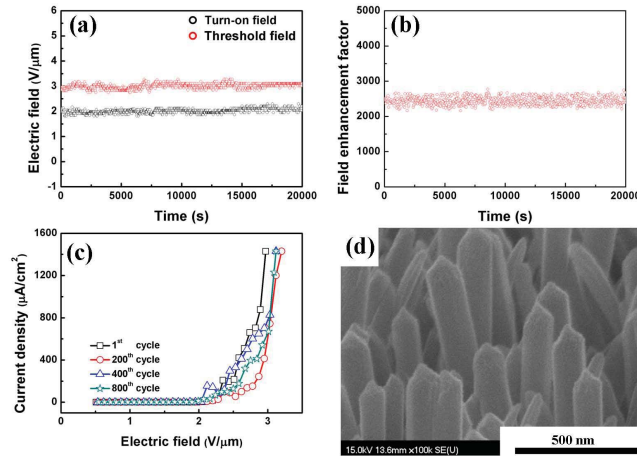 (a)
Turn-on field
Threshold field
Electric field (V/μm)
6
5
4
3
2
1
0
-1
0 5000 10000 15000 20000
Time (s)
(b)
Field enhancement factor
5000
4000
3000
2000
1000
0
0 5000 10000 15000 20000
Time (s)
(c)
Current density (μA/cm²)
1600
1200
800
400
0
1st cycle
200th cycle
400th cycle
800th cycle
0 1 2 3
Electric field (V/μm)
(d)
15.0kV 13.6mm x100k SE(U)
500 nm